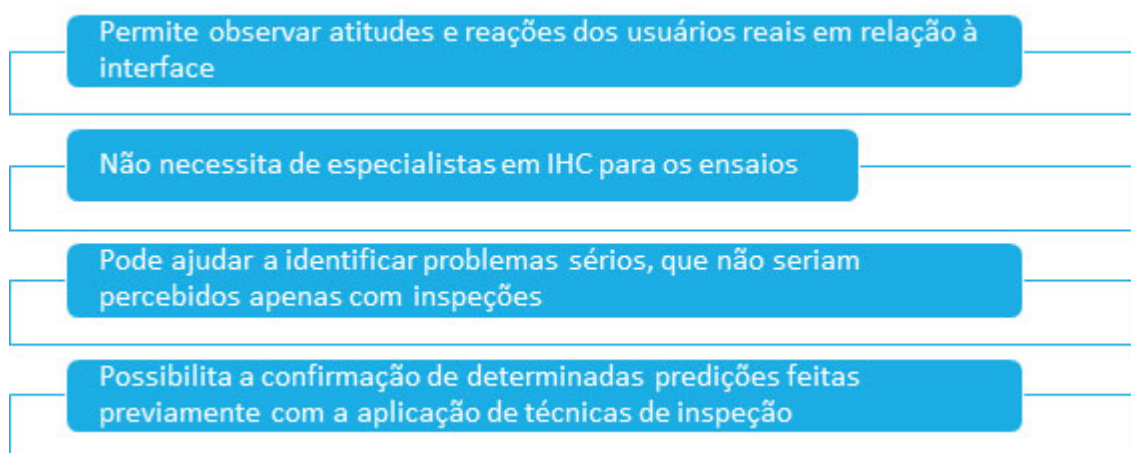 Permite observar atitudes e reações dos usuários reais em relação à
interface
Não necessita de especialistas em IHC para os ensaios
Pode ajudar a identificar problemas sérios, que não seriam
percebidos apenas com inspeções
Possibilita a confirmação de determinadas predições feitas
previamente com a aplicação de técnicas de inspeção